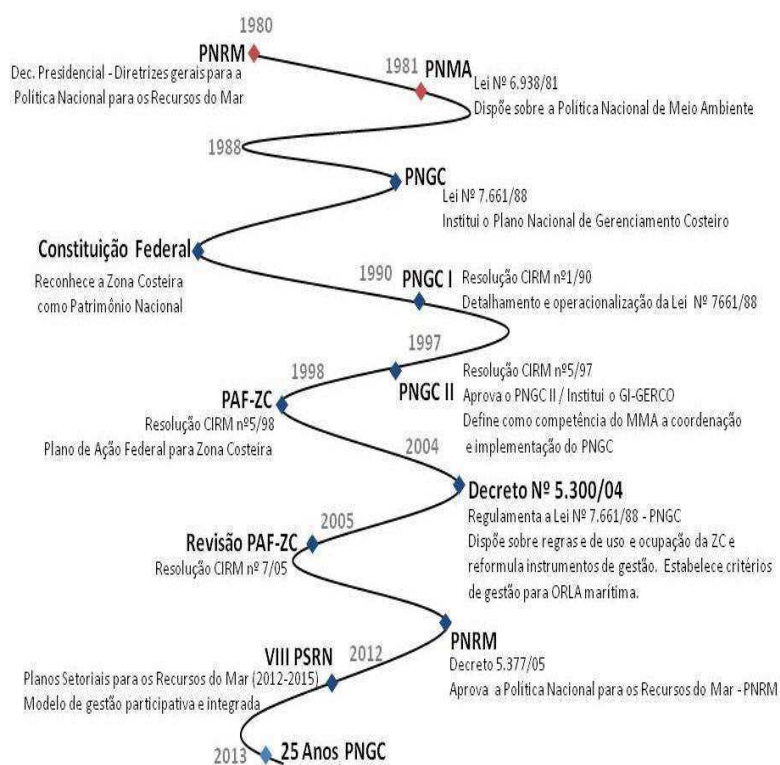 1980
PNRM
Dec. Presidencial - Diretrizes gerais para a
Política Nacional para os Recursos do Mar
1981
PNMA
Lei Nº 6.938/81
Dispõe sobre a Política Nacional de Meio Ambiente
1988
PNGC
Lei Nº 7.661/88
Institui o Plano Nacional de Gerenciamento Costeiro
Constituição Federal
Reconhece a Zona Costeira
como Patrimônio Nacional
1990
PNGC I
Resolução CIRM nº1/90
Detalhamento e operacionalização da Lei Nº 7661/88
1997
PNGC II
Resolução CIRM nº5/97
Aprova o PNGC II / Institui o GI-GERCO
Define como competência do MMA a coordenação
e implementação do PNGC
1998
PAF-ZC
Resolução CIRM nº5/98
Plano de Ação Federal para Zona Costeira
2004
Decreto Nº 5.300/04
Regulamenta a Lei Nº 7.661/88 - PNGC
Dispõe sobre regras e de uso e ocupação da ZC e
reformula instrumentos de gestão. Estabelece critérios
de gestão para ORLA marítima.
2005
Revisão PAF-ZC
Resolução CIRM nº 7/05
PNRM
Decreto 5.377/05
Aprova a Política Nacional para os Recursos do Mar - PNRM
VIII PSRN
2012
Planos Setoriais para os Recursos do Mar (2012-2015)
Modelo de gestão participativa e integrada
2013
25 Anos PNGC